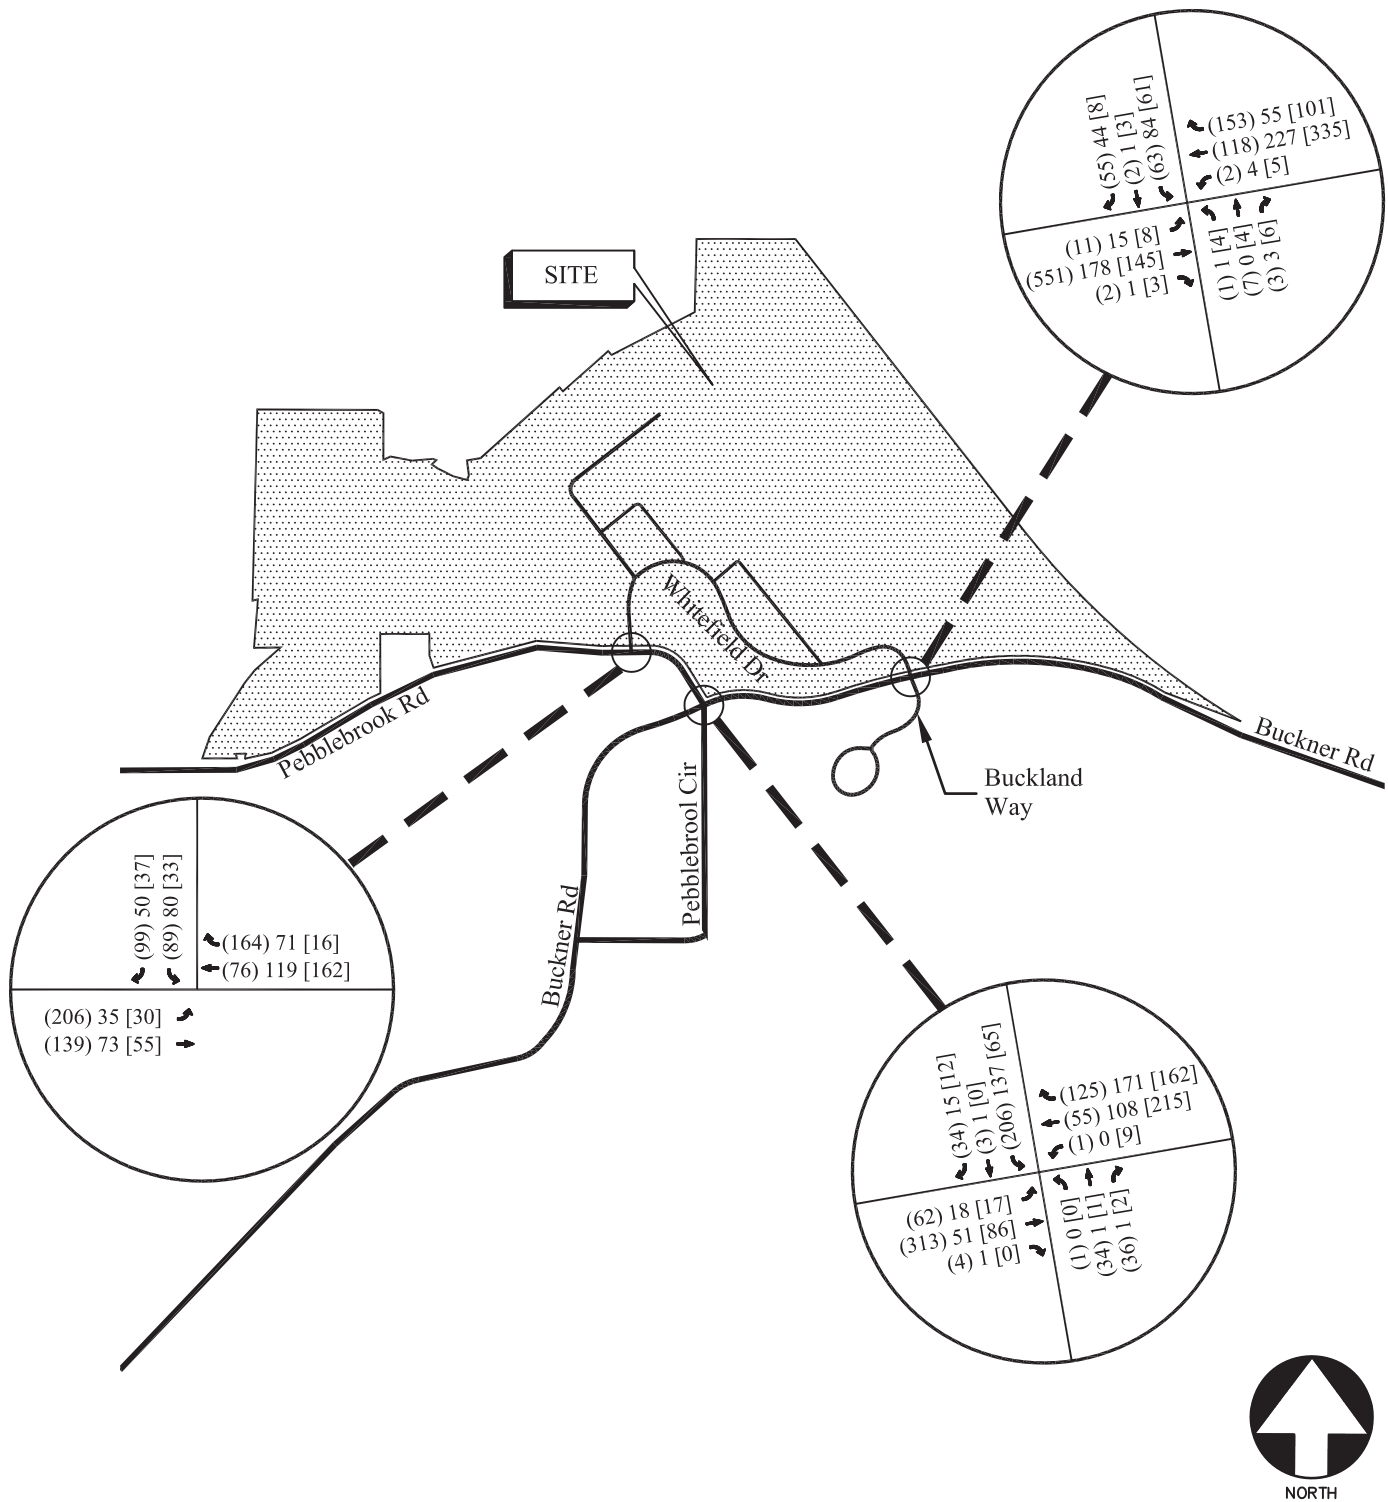 (55) 44 [8]
(2) 1 [3]
(63) 84 [61]
(153) 55 [101]
(118) 227 [335]
(2) 4 [5]
(11) 15 [8]
(551) 178 [145]
(2) 1 [3]
(1) 1 [4]
(7) 0 [4]
(3) 3 [6]
SITE
Whitefield Dr
Pebblebrook Rd
Buckner Rd
Buckland
Way
Pebblebrool Cir
Buckner Rd
(99) 50 [37]
(89) 80 [33]
(164) 71 [16]
(76) 119 [162]
(206) 35 [30]
(139) 73 [55]
(34) 15 [12]
(3) 1 [0]
(206) 137 [65]
(125) 171 [162]
(55) 108 [215]
(1) 0 [9]
(62) 18 [17]
(313) 51 [86]
(4) 1 [0]
(1) 0 [0]
(34) 1 [1]
(36) 1 [2]
NORTH